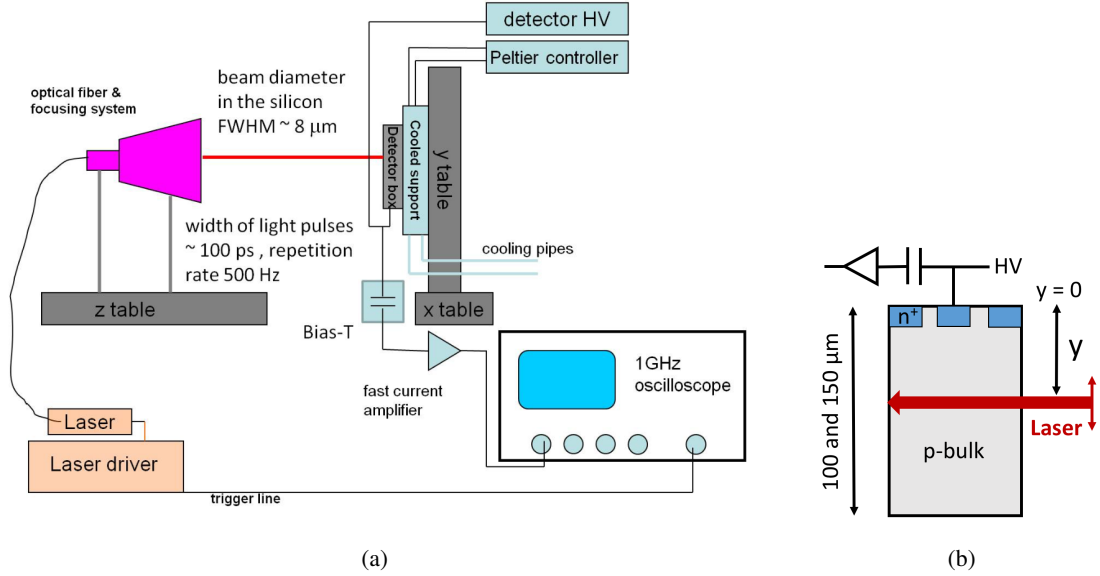 detector HV
Peltier controller
optical fiber &
focusing system
beam diameter
in the silicon
FWHM ~ 8 μm
Detector box
Cooled support
y table
width of light pulses
~ 100 ps , repetition
rate 500 Hz
cooling pipes
z table
x table
Bias-T
fast current
amplifier
1GHz
oscilloscope
Laser
Laser driver
trigger line
(a)
HV
y = 0
n+
y
100 and 150 μm
Laser
p-bulk
(b)